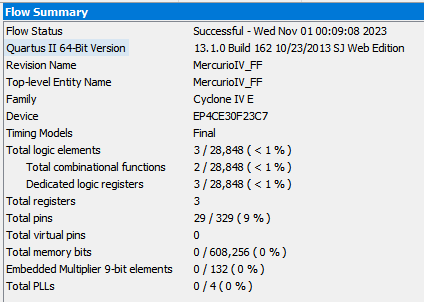 Flow Summary
Flow Status Successful - Wed Nov 01 00:09:08 2023
Quartus II 64-Bit Version 13.1.0 Build 162 10/23/2013 SJ Web Edition
Revision Name MercurioIV_FF
Top-level Entity Name MercurioIV_FF
Family Cyclone IV E
Device EP4CE30F23C7
Timing Models Final
Total logic elements 3 / 28,848 ( < 1 % )
Total combinational functions 2 / 28,848 ( < 1 % )
Dedicated logic registers 3 / 28,848 ( < 1 % )
Total registers 3
Total pins 29 / 329 ( 9 % )
Total virtual pins 0
Total memory bits 0 / 608,256 ( 0 % )
Embedded Multiplier 9-bit elements 0 / 132 ( 0 % )
Total PLLs 0 / 4 ( 0 % )